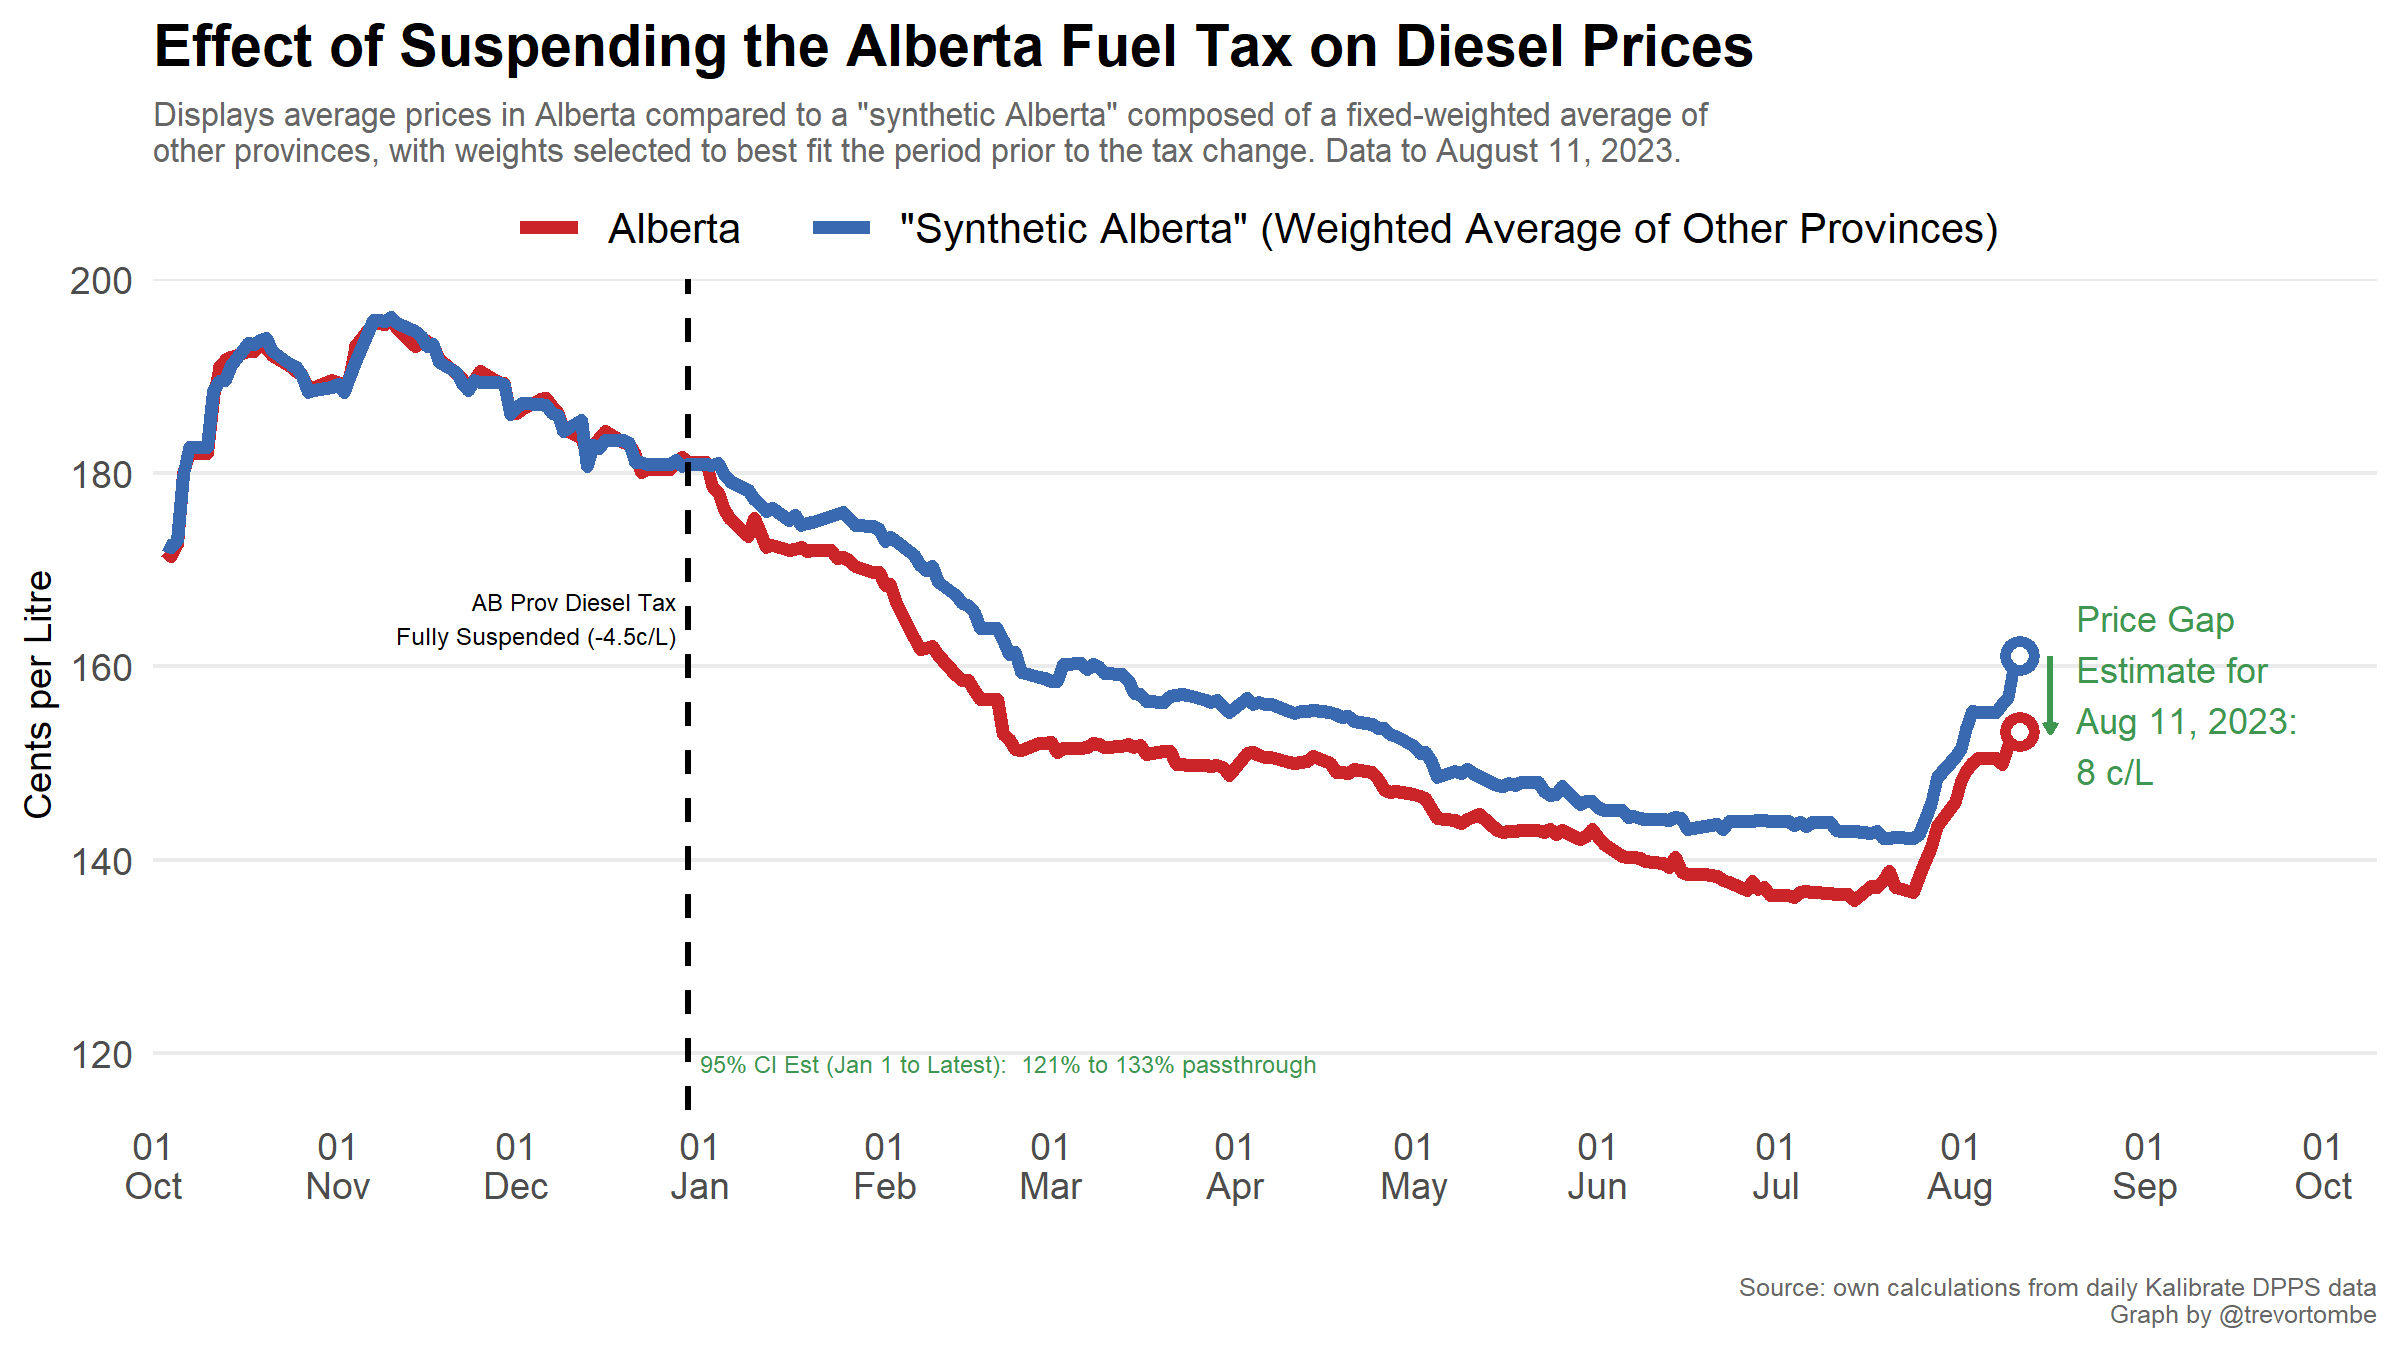 Effect of Suspending the Alberta Fuel Tax on Diesel Prices
Displays average prices in Alberta compared to a "synthetic Alberta" composed of a fixed-weighted average of
other provinces, with weights selected to best fit the period prior to the tax change. Data to August 11, 2023.
Alberta
"Synthetic Alberta" (Weighted Average of Other Provinces)
Cents per Litre
200
180
160
140
120
AB Prov Diesel Tax
Fully Suspended (-4.5c/L)
Price Gap
Estimate for
Aug 11, 2023:
8 c/L
95% CI Est (Jan 1 to Latest):  121% to 133% passthrough
01 01 01 01 01 01 01 01 01 01 01 01 01
Oct Nov Dec Jan Feb Mar Apr May Jun Jul Aug Sep Oct
Source: own calculations from daily Kalibrate DPPS data
Graph by @trevortombe